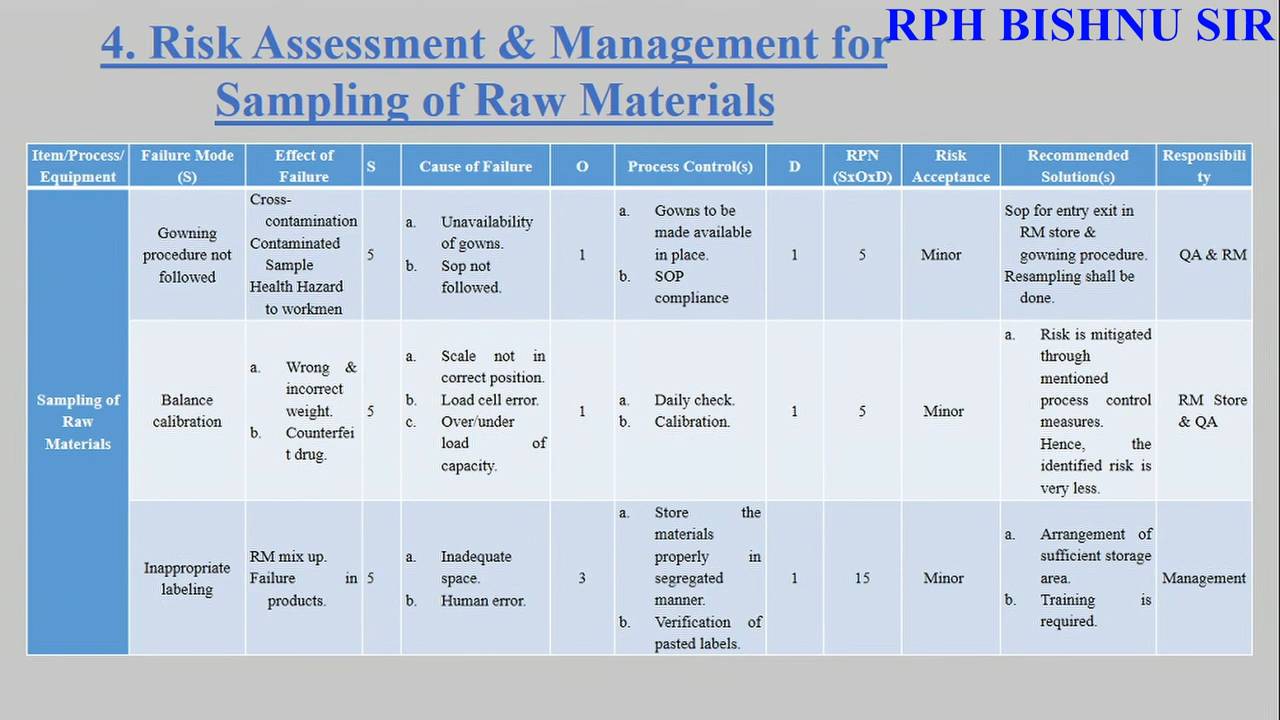 RPH BISHNU SIR
4. Risk Assessment & Management for
Sampling of Raw Materials
Item/Process/
Equipment
Failure Mode
(S)
Effect of
Failure
S
Cause of Failure
O
Process Control(s)
D
RPN
(SxOxD)
Risk
Acceptance
Recommended
Solution(s)
Responsibili
ty
Sampling of
Raw
Materials
Gowning
procedure not
followed
Cross-
contamination
Contaminated
Sample
Health Hazard
to workmen
5
a. Unavailability
of gowns.
b. Sop not
followed.
1
a. Gowns to be
made available
in place.
b. SOP
compliance
1
5
Minor
Sop for entry exit in
RM store &
gowning procedure.
Resampling shall be
done.
QA & RM
Balance
calibration
a. Wrong &
incorrect
weight.
b. Counterfei
t drug.
5
a. Scale not in
correct position.
b. Load cell error.
c. Over/under
load of
capacity.
1
a. Daily check.
b. Calibration.
1
5
Minor
a. Risk is mitigated
through
mentioned
process control
measures.
Hence, the
identified risk is
very less.
RM Store
& QA
Inappropriate
labeling
RM mix up.
Failure in
products.
5
a. Inadequate
space.
b. Human error.
3
a. Store the
materials
properly in
segregated
manner.
b. Verification of
pasted labels.
1
15
Minor
a. Arrangement of
sufficient storage
area.
b. Training is
required.
Management